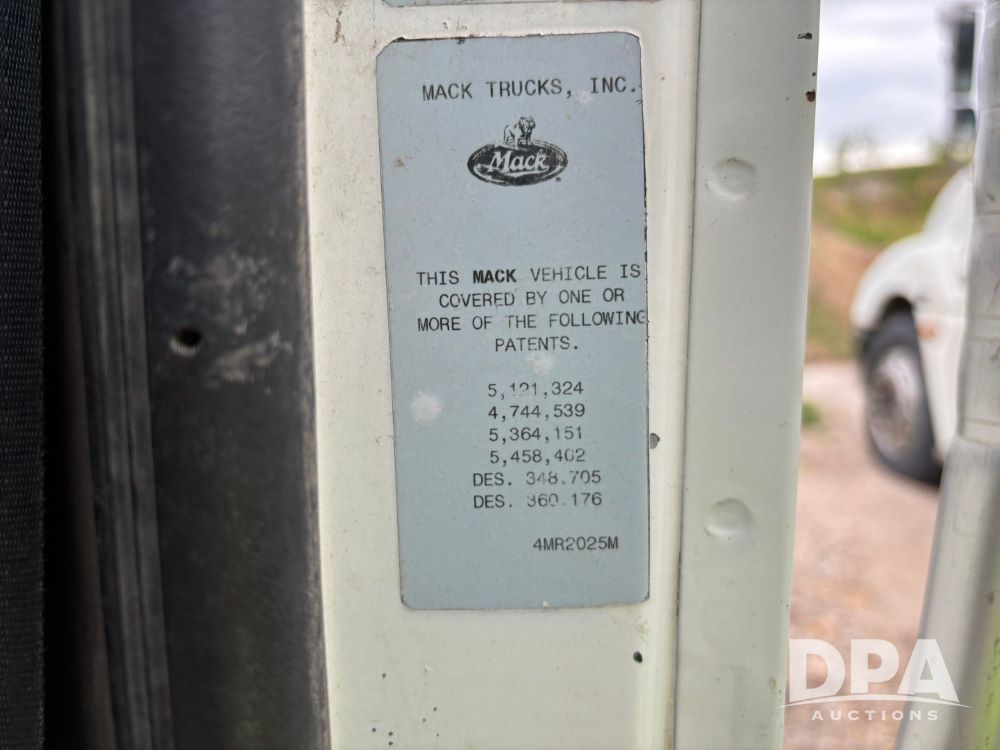 MACK TRUCKS, INC.
Mack
THIS MACK VEHICLE IS
COVERED BY ONE OR
MORE OF THE FOLLOWING
PATENTS.
5,121,324
4,744,539
5,364,151
5,458,402
DES. 348.705
DES. 360.176
4MR2025M
DPA
AUCTIONS